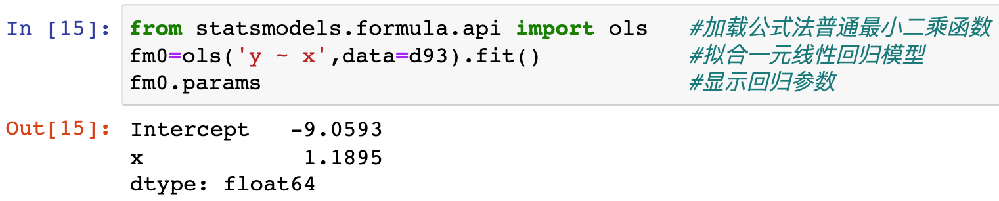 In [15]: from statsmodels.formula.api import ols #加载公式法普通最小二乘函数
fm0=ols('y ~ x',data=d93).fit() #拟合一元线性回归模型
fm0.params #显示回归参数
Out[15]: Intercept -9.0593
x 1.1895
dtype: float64